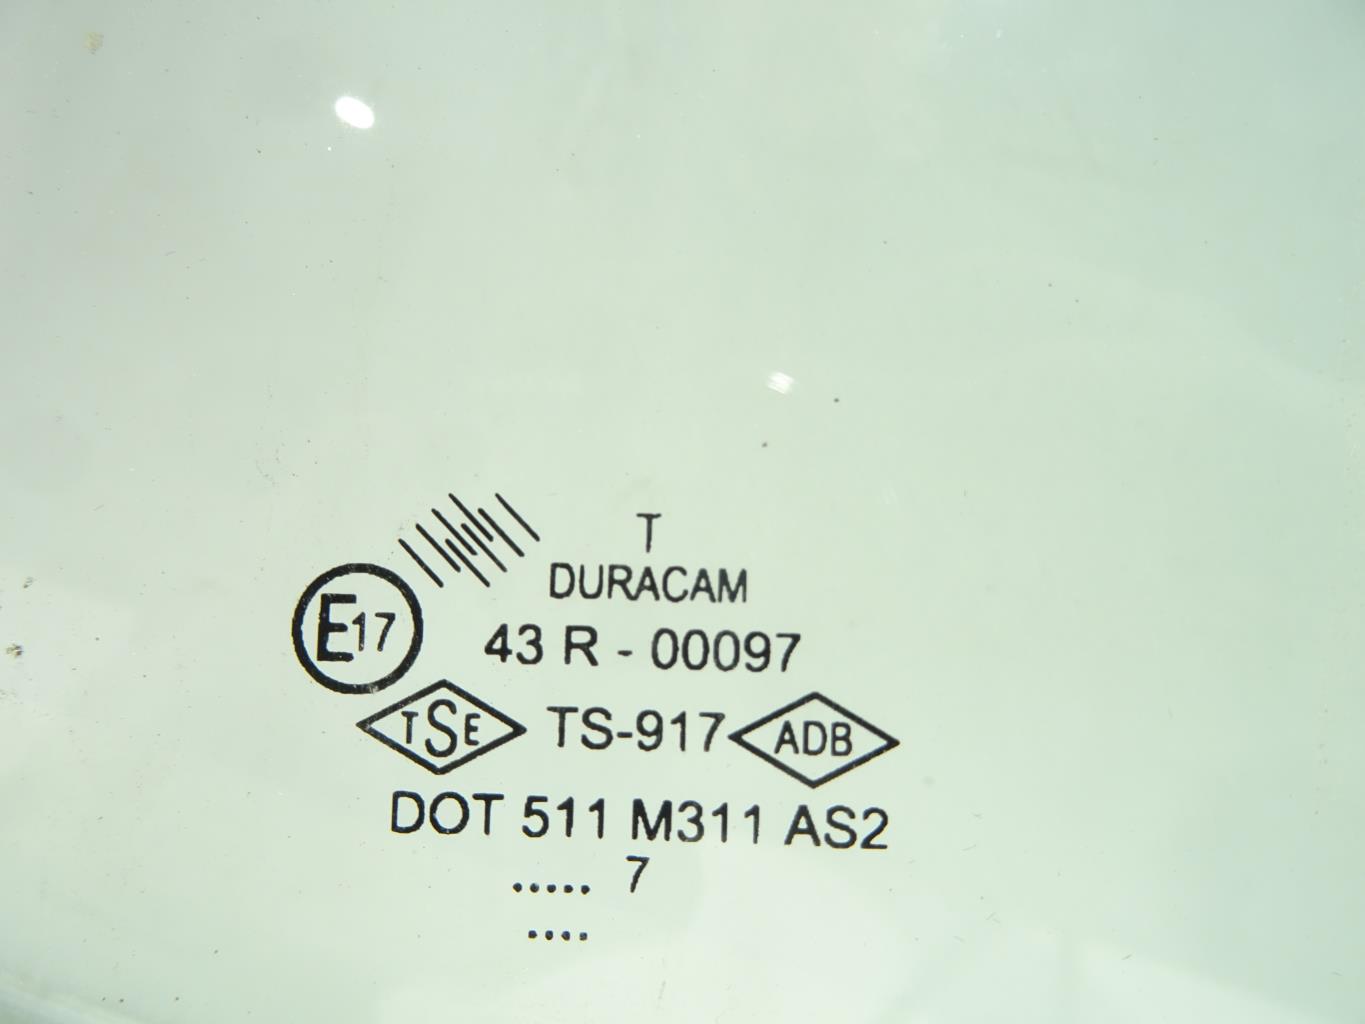 T
DURACAM
E17
43 R - 00097
TSE TS-917 ADB
DOT 511 M311 AS2
..... 7
....